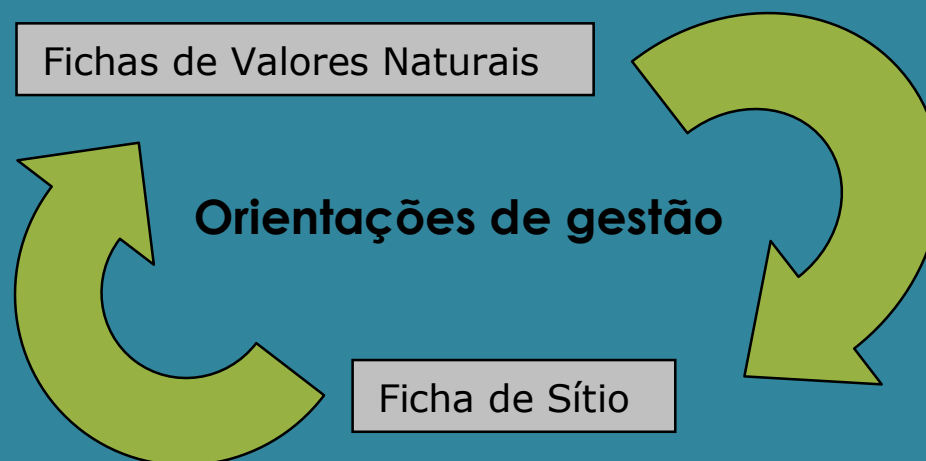 Fichas de Valores Naturais
Orientações de gestão
Ficha de Sítio